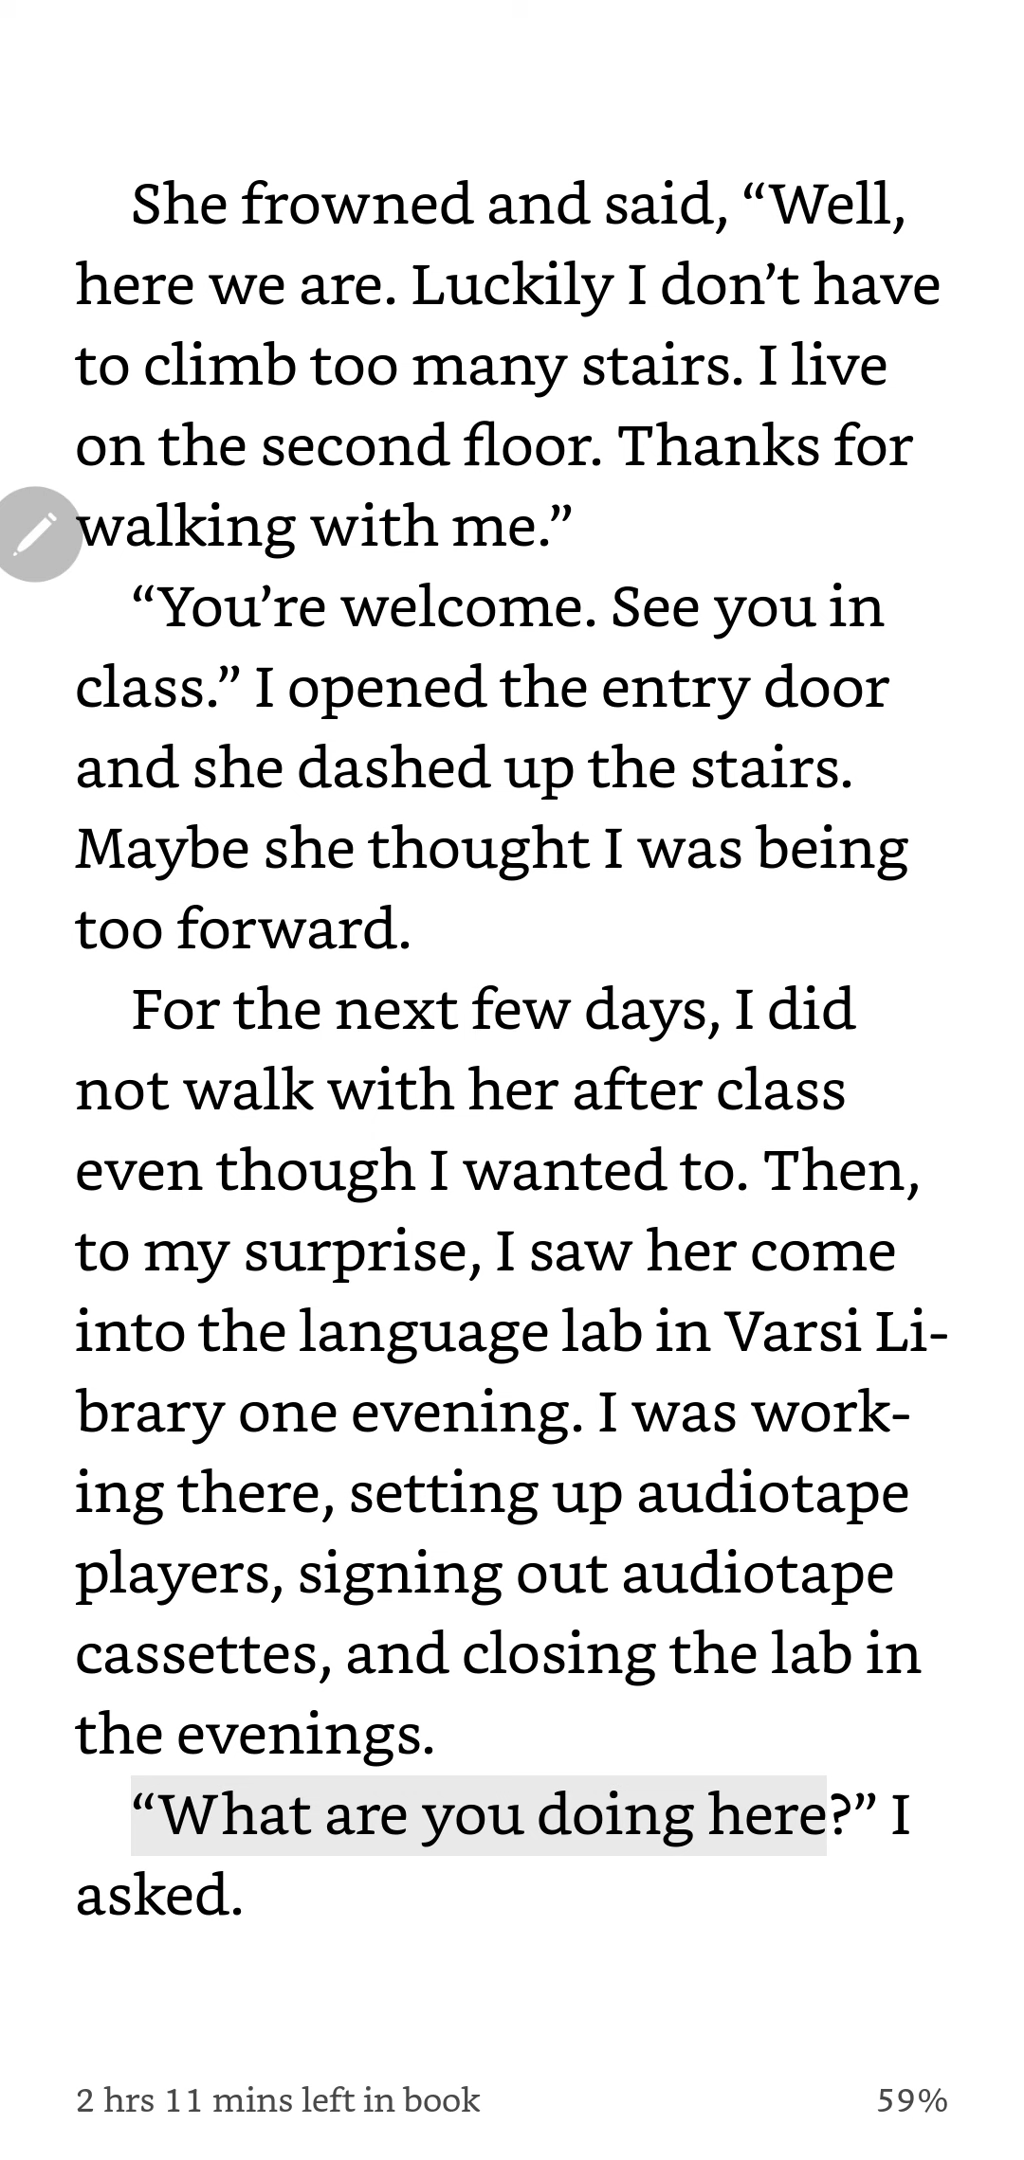 She frowned and said, “Well,
here we are. Luckily I don’t have
to climb too many stairs. I live
on the second floor. Thanks for
walking with me.”
“You’re welcome. See you in
class.” I opened the entry door
and she dashed up the stairs.
Maybe she thought I was being
too forward.
For the next few days, I did
not walk with her after class
even though I wanted to. Then,
to my surprise, I saw her come
into the language lab in Varsi Li-
brary one evening. I was work-
ing there, setting up audiotape
players, signing out audiotape
cassettes, and closing the lab in
the evenings.
“What are you doing here?” I
asked.
2 hrs 11 mins left in book 59%